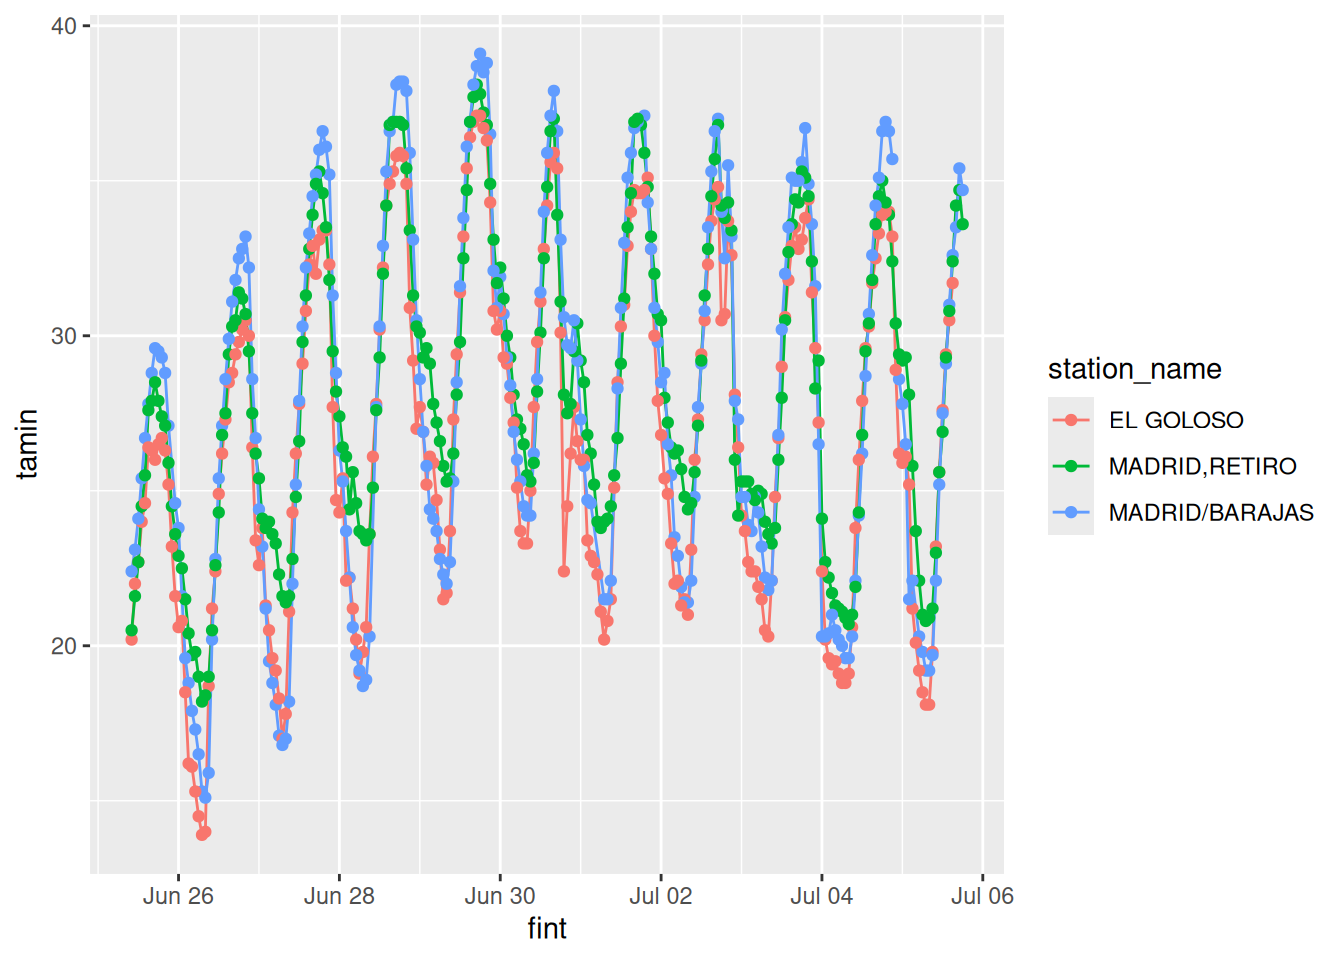 40
30
20
tamin
Jun 26
Jun 28
Jun 30
Jul 02
Jul 04
Jul 06
fint
station_name
EL GOLOSO
MADRID,RETIRO
MADRID/BARAJAS